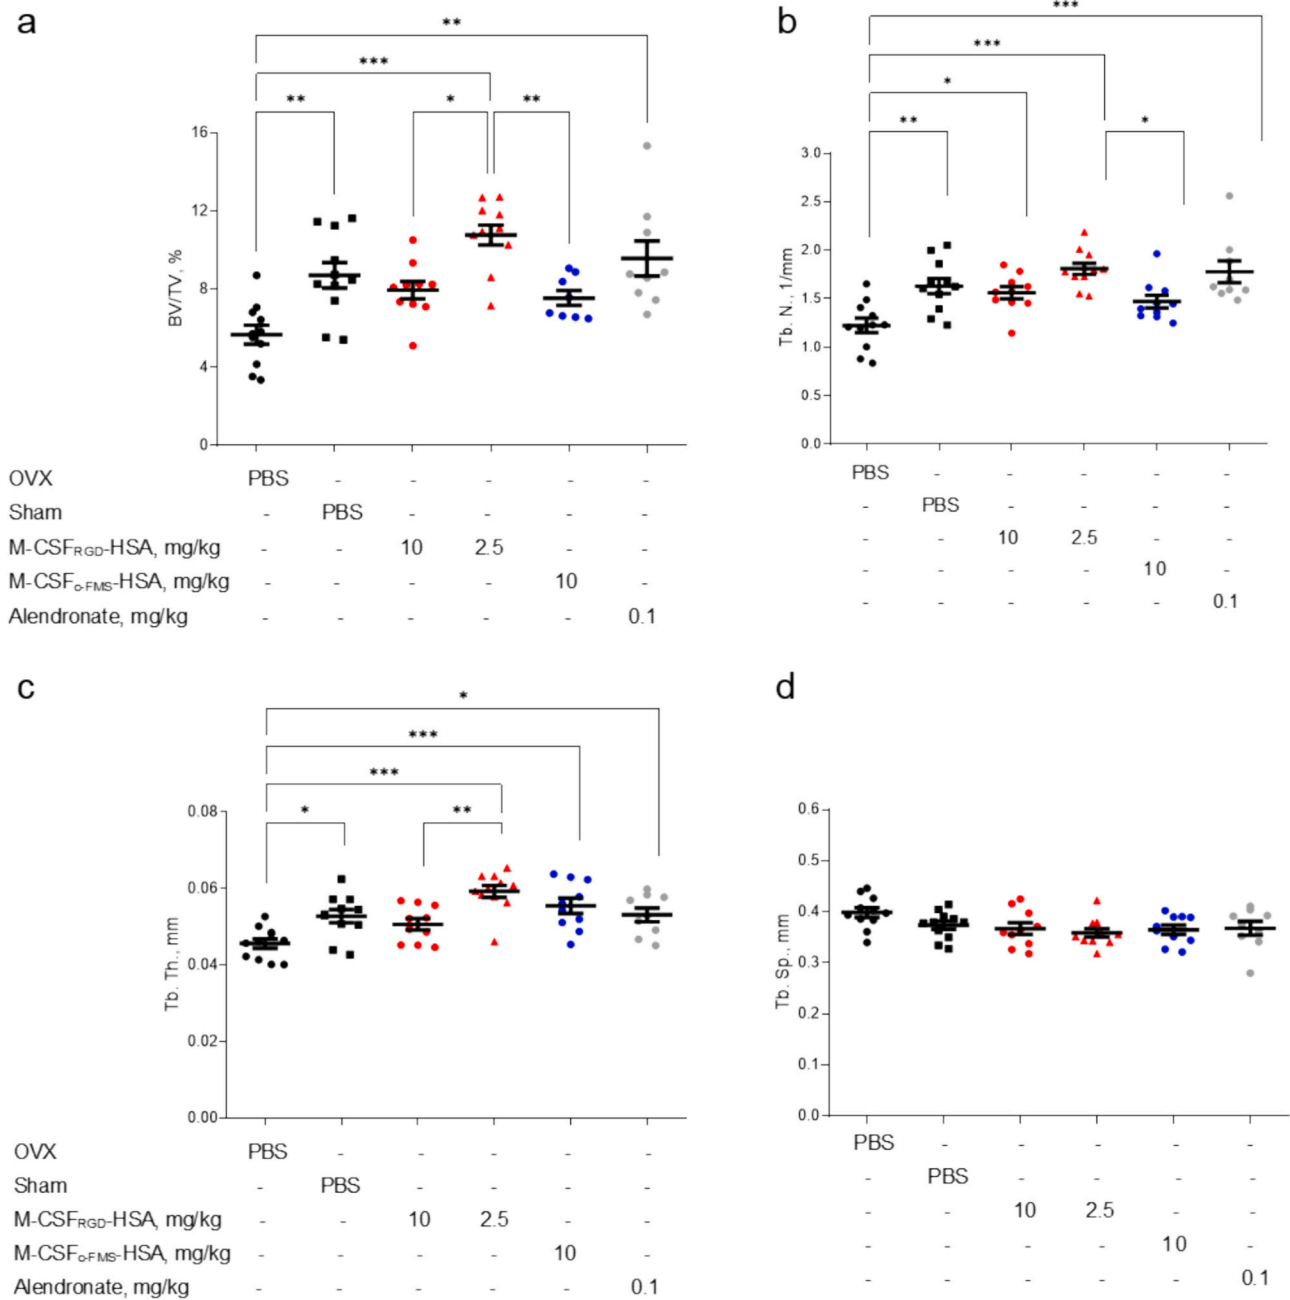 a
**
***
**
*
**
16
12
8
4
0
BV/TV, %
OVX PBS - - - - -
Sham - PBS - - - -
M-CSFRGD-HSA, mg/kg - - 10 2.5 - -
M-CSFc-FMS-HSA, mg/kg - - - - 10 -
Alendronate, mg/kg - - - - - 0.1
b
***
***
*
**
*
3.0
2.5
2.0
1.5
1.0
0.5
0.0
Tb. N., 1/mm
PBS - - - - -
- PBS - - - -
- - 10 2.5 - -
- - - - 10 -
- - - - - 0.1
c
*
***
***
*
**
0.08
0.06
0.04
0.02
0.00
Tb. Th., mm
OVX PBS - - - - -
Sham - PBS - - - -
M-CSFRGD-HSA, mg/kg - - 10 2.5 - -
M-CSFc-FMS-HSA, mg/kg - - - - 10 -
Alendronate, mg/kg - - - - - 0.1
d
0.6
0.5
0.4
0.3
0.2
0.1
0.0
Tb. Sp., mm
PBS - - - - -
- PBS - - - -
- - 10 2.5 - -
- - - - 10 -
- - - - - 0.1